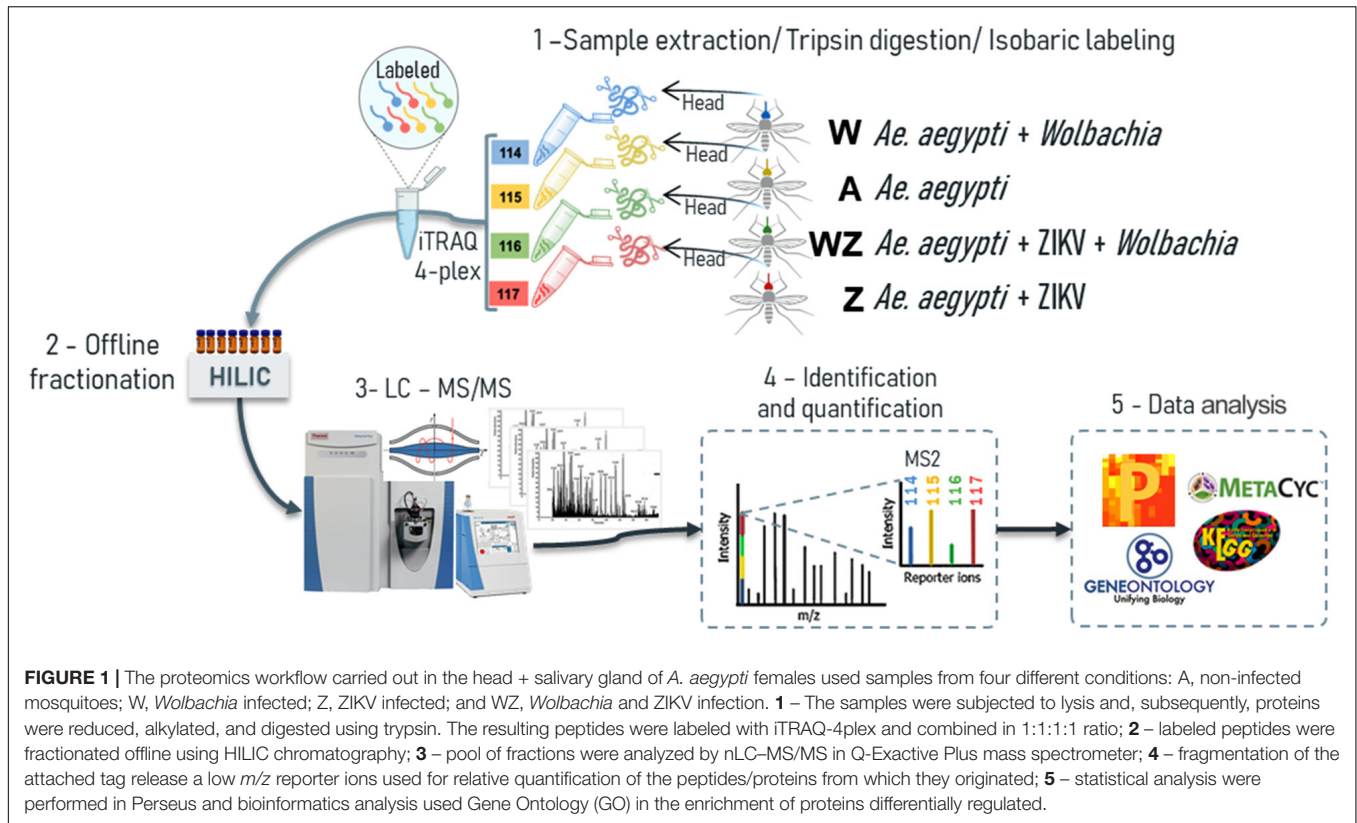 1 –Sample extraction/ Tripsin digestion/ Isobaric labeling
Labeled
Head
W Ae. aegypti + Wolbachia
114
Head
115
A Ae. aegypti
Head
116
WZ Ae. aegypti + ZIKV + Wolbachia
Head
117
Z Ae. aegypti + ZIKV
iTRAQ
4-plex
2 – Offline
fractionation
HILIC
3- LC – MS/MS
4 – Identification
and quantification
MS2
114
115
116
117
Intensity
Reporter ions
Intensity
m/z
5 - Data analysis
P
METACYC
KEGG
GENEONTOLOGY
Unifying Biology
FIGURE 1 | The proteomics workflow carried out in the head + salivary gland of A. aegypti females used samples from four different conditions: A, non-infected
mosquitoes; W, Wolbachia infected; Z, ZIKV infected; and WZ, Wolbachia and ZIKV infection. 1 – The samples were subjected to lysis and, subsequently, proteins
were reduced, alkylated, and digested using trypsin. The resulting peptides were labeled with iTRAQ-4plex and combined in 1:1:1:1 ratio; 2 – labeled peptides were
fractionated offline using HILIC chromatography; 3 – pool of fractions were analyzed by nLC–MS/MS in Q-Exactive Plus mass spectrometer; 4 – fragmentation of the
attached tag release a low m/z reporter ions used for relative quantification of the peptides/proteins from which they originated; 5 – statistical analysis were
performed in Perseus and bioinformatics analysis used Gene Ontology (GO) in the enrichment of proteins differentially regulated.